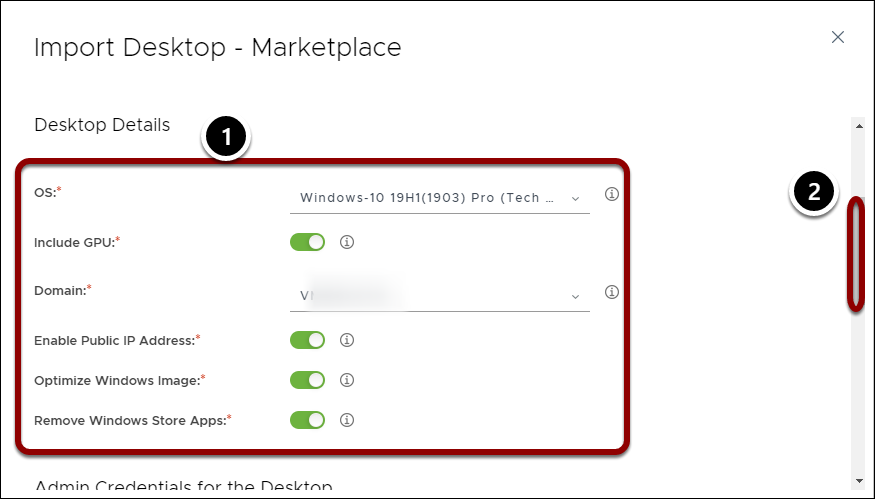 Import Desktop - Marketplace
Desktop Details
1
OS:*
Windows-10 19H1(1903) Pro (Tech ...
2
Include GPU:*
Domain:*
Enable Public IP Address:*
Optimize Windows Image:*
Remove Windows Store Apps:*
Admin Credentials for the Desktop